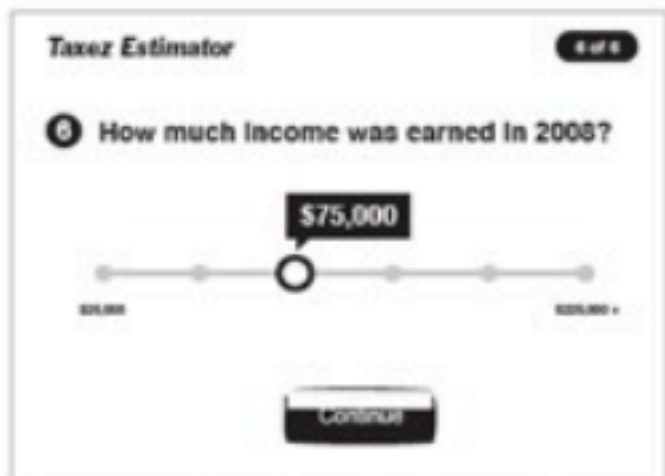 Taxez Estimator
6 of 6
6 How much income was earned in 2008?
$75,000
Continue